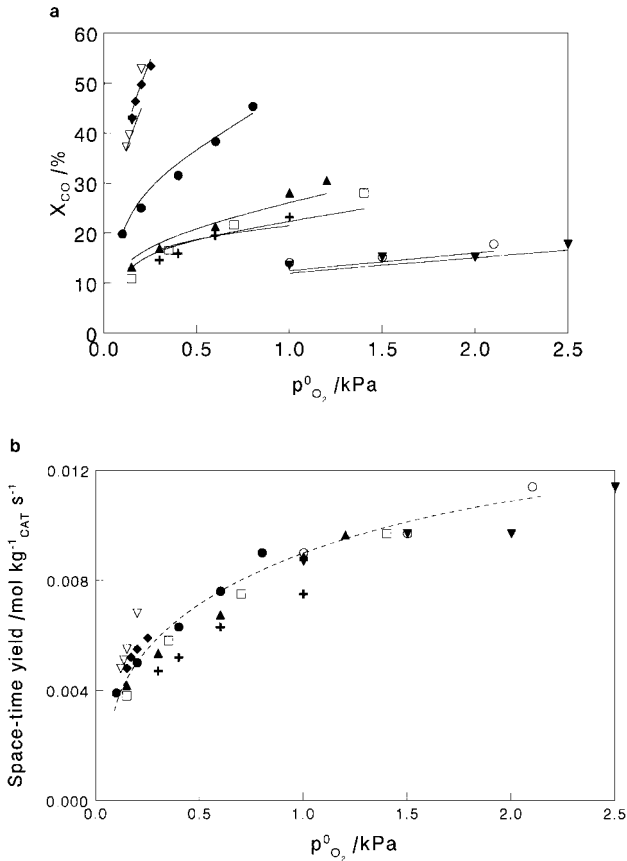 a
60
50
40
30
20
10
0
X_CO /%
0.0 0.5 1.0 1.5 2.0 2.5
p⁰_O₂ /kPa
b
0.012
0.008
0.004
0.000
Space-time yield /mol kg⁻¹_CAT s⁻¹
0.0 0.5 1.0 1.5 2.0 2.5
p⁰_O₂ /kPa